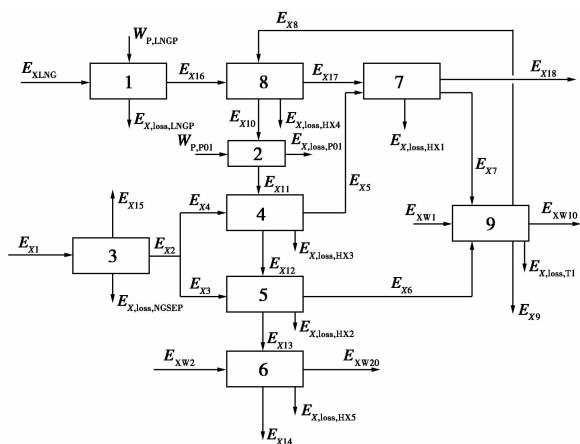 E_X8
W_P,LNGP
E_XLNG
1
E_X16
8
E_X17
7
E_X18
E_X,loss,LNGP
E_X10
E_X,loss,HX4
E_X,loss,HX1
W_P,P01
2
E_X,loss,P01
E_X11
E_X5
E_X7
E_X15
E_X4
4
E_XW1
9
E_XW10
E_X1
3
E_X2
E_X,loss,HX3
E_X12
E_X,loss,T1
E_X,loss,NGSEP
E_X3
5
E_X6
E_X9
E_X13
E_X,loss,HX2
E_XW2
6
E_XW20
E_X14
E_X,loss,HX5